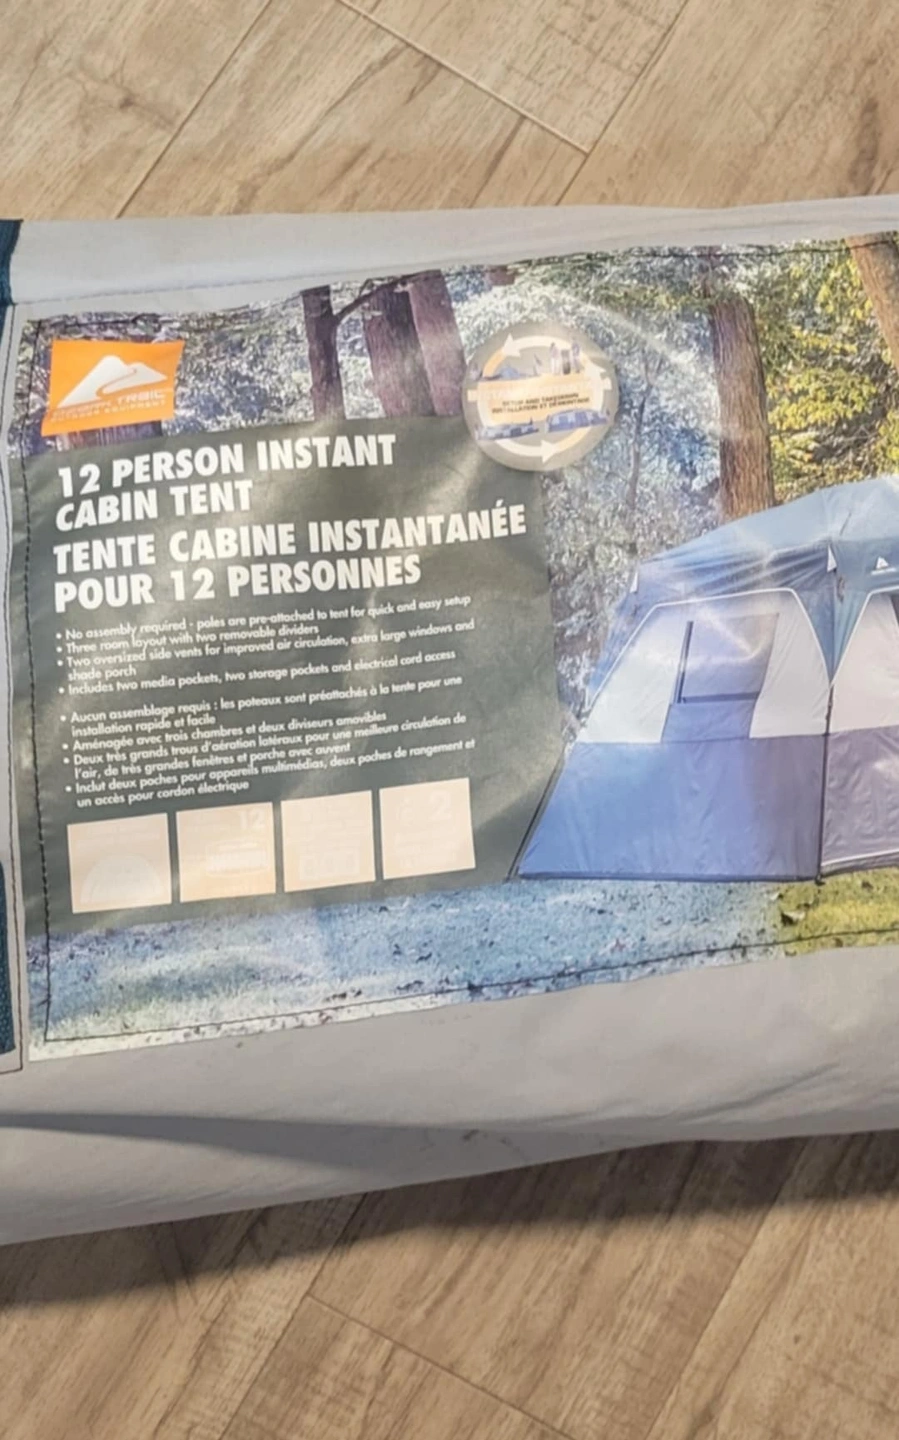 OZARK TRAIL
OUTDOOR EQUIPMENT
SETUP AND TAKEDOWN
INSTALLATION ET DÉMONTAGE
12 PERSON INSTANT
CABIN TENT
TENTE CABINE INSTANTANÉE
POUR 12 PERSONNES
• No assembly required - poles are pre-attached to tent for quick and easy setup
• Three room layout with two removable dividers
• Two oversized side vents for improved air circulation, extra large windows and
shade porch
• Includes two media pockets, two storage pockets and electrical cord access
• Aucun assemblage requis : les poteaux sont préattachés à la tente pour une
installation rapide et facile
• Aménagée avec trois chambres et deux diviseurs amovibles
• Deux très grands trous d'aération latéraux pour une meilleure circulation de
l'air, de très grandes fenêtres et porche avec auvent
• Inclut deux poches pour appareils multimédias, deux poches de rangement et
un accès pour cordon électrique
12
2